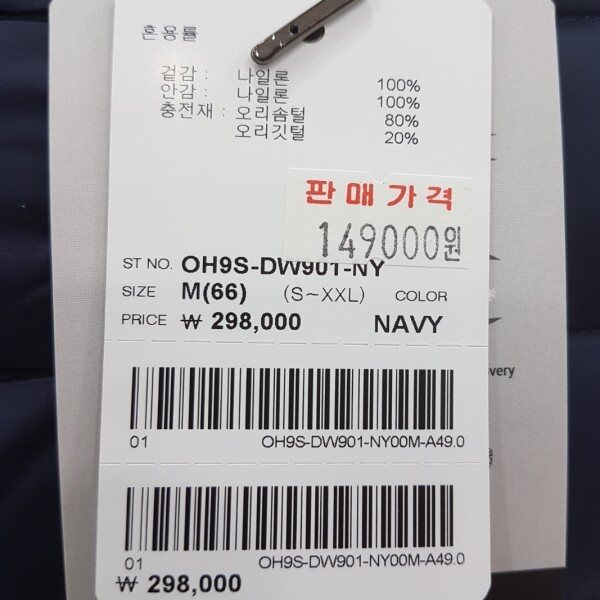 혼용률
겉감 : 나일론 100%
안감 : 나일론 100%
충전재 : 오리솜털 80%
오리깃털 20%
판매가격
149000원
ST NO. OH9S-DW901-NY
SIZE M(66) (S~XXL) COLOR
PRICE ₩ 298,000 NAVY
01 OH9S-DW901-NY00M-A49.0
01 OH9S-DW901-NY00M-A49.0
₩ 298,000